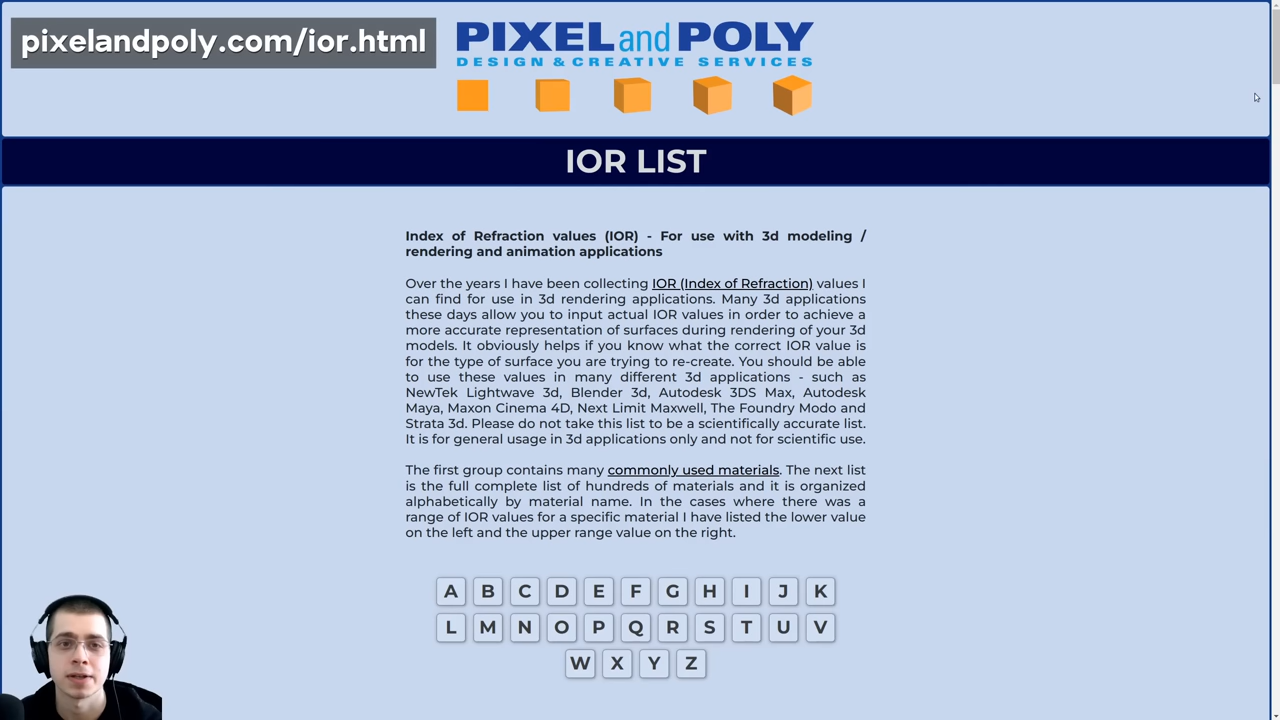 pixelandpoly.com/ior.html
PIXELandPOLY
DESIGN & CREATIVE SERVICES
IOR LIST
Index of Refraction values (IOR) - For use with 3d modeling /
rendering and animation applications
Over the years I have been collecting IOR (Index of Refraction) values I
can find for use in 3d rendering applications. Many 3d applications
these days allow you to input actual IOR values in order to achieve a
more accurate representation of surfaces during rendering of your 3d
models. It obviously helps if you know what the correct IOR value is
for the type of surface you are trying to re-create. You should be able
to use these values in many different 3d applications - such as
NewTek Lightwave 3d, Blender 3d, Autodesk 3DS Max, Autodesk
Maya, Maxon Cinema 4D, Next Limit Maxwell, The Foundry Modo and
Strata 3d. Please do not take this list to be a scientifically accurate list.
It is for general usage in 3d applications only and not for scientific use.
The first group contains many commonly used materials. The next list
is the full complete list of hundreds of materials and it is organized
alphabetically by material name. In the cases where there was a
range of IOR values for a specific material I have listed the lower value
on the left and the upper range value on the right.
A B C D E F G H I J K
L M N O P Q R S T U V
W X Y Z